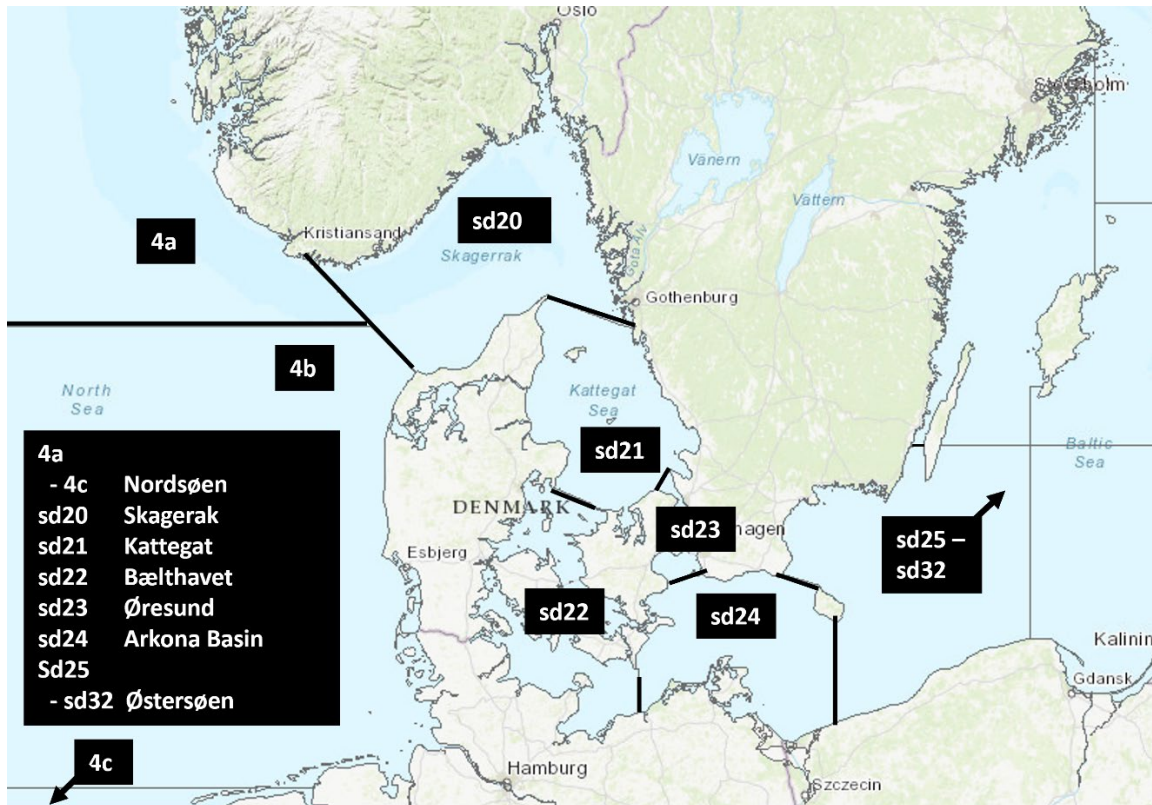 Oslo
Stockholm
Vänern
Vättern
4a
sd20
Kristiansand
Skagerrak
Göta Älv
Gothenburg
4b
North
Sea
Kattegat
Sea
sd21
Baltic
Sea
4a
- 4c Nordsøen
sd20 Skagerak
sd21 Kattegat
sd22 Bælthavet
sd23 Øresund
sd24 Arkona Basin
Sd25
- sd32 Østersøen
DENMARK
sd23
hagen
sd25 –
sd32
Esbjerg
sd22
sd24
Kalinin
Gdansk
4c
Hamburg
Szczecin